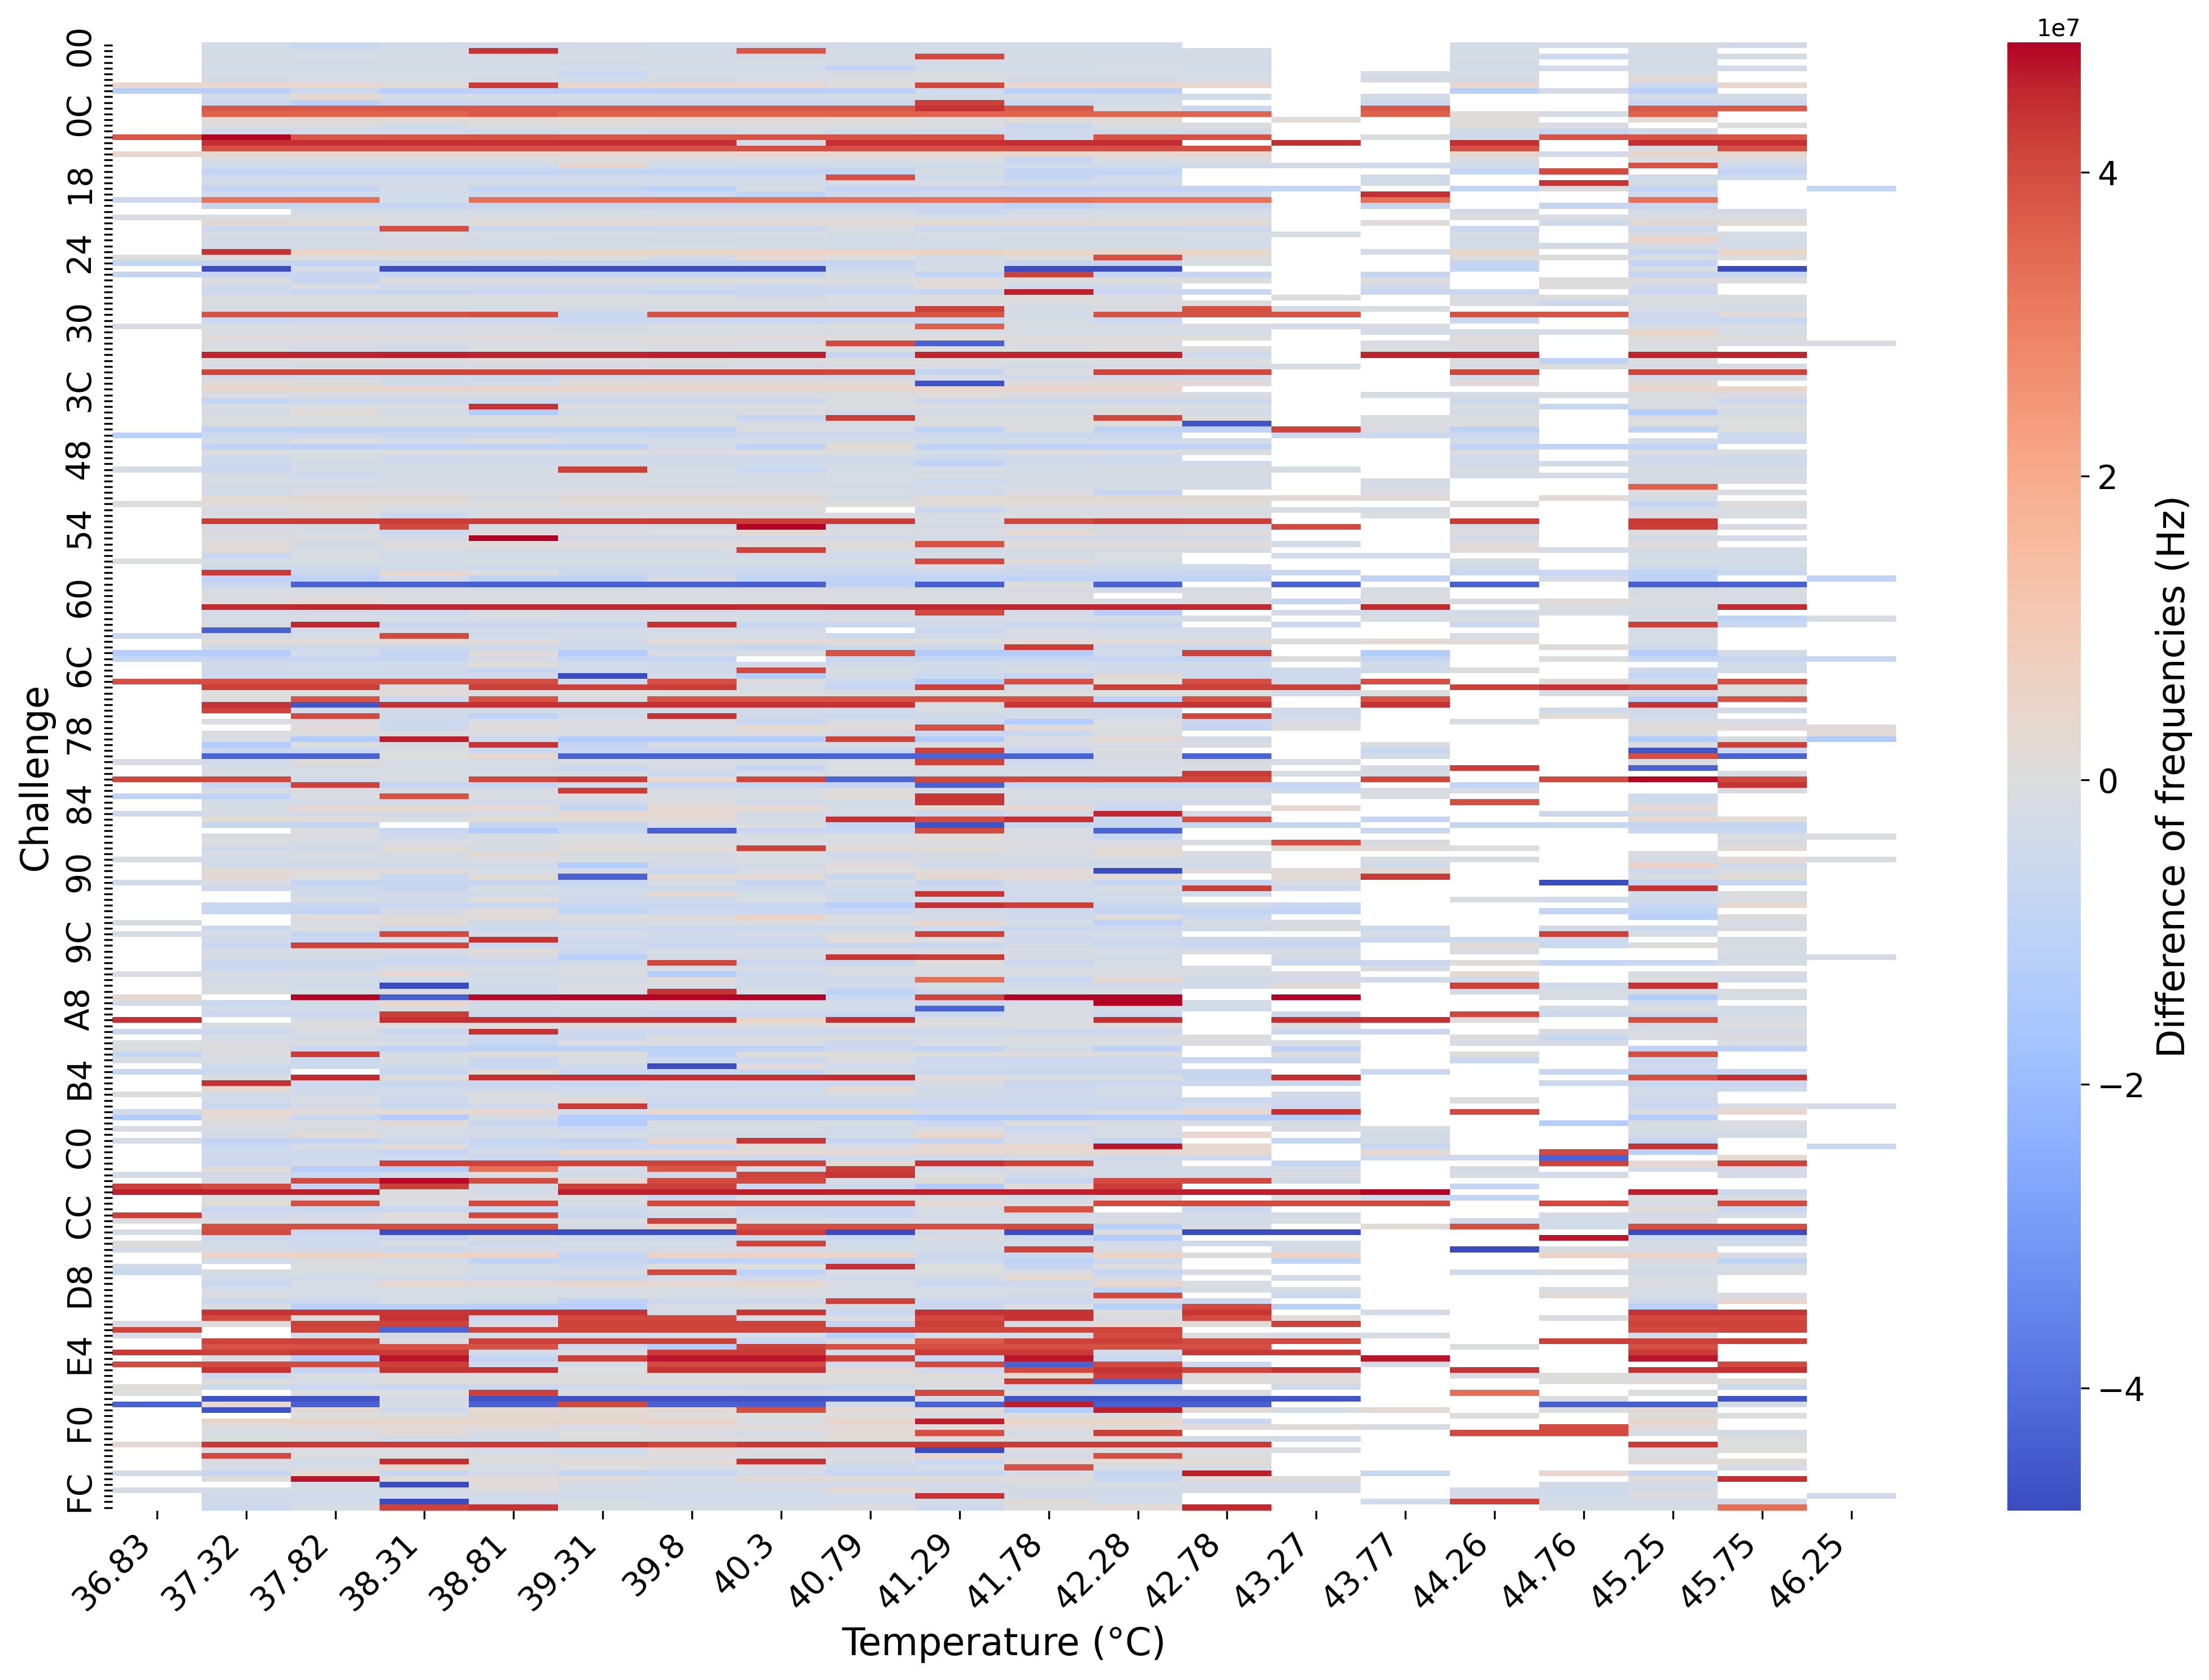 1e7
Challenge
00
0C
18
24
30
3C
48
54
60
6C
78
84
90
9C
A8
B4
C0
CC
D8
E4
F0
FC
36.83
37.32
37.82
38.31
38.81
39.31
39.8
40.3
40.79
41.29
41.78
42.28
42.78
43.27
43.77
44.26
44.76
45.25
45.75
46.25
Temperature (°C)
4
2
0
−2
−4
Difference of frequencies (Hz)